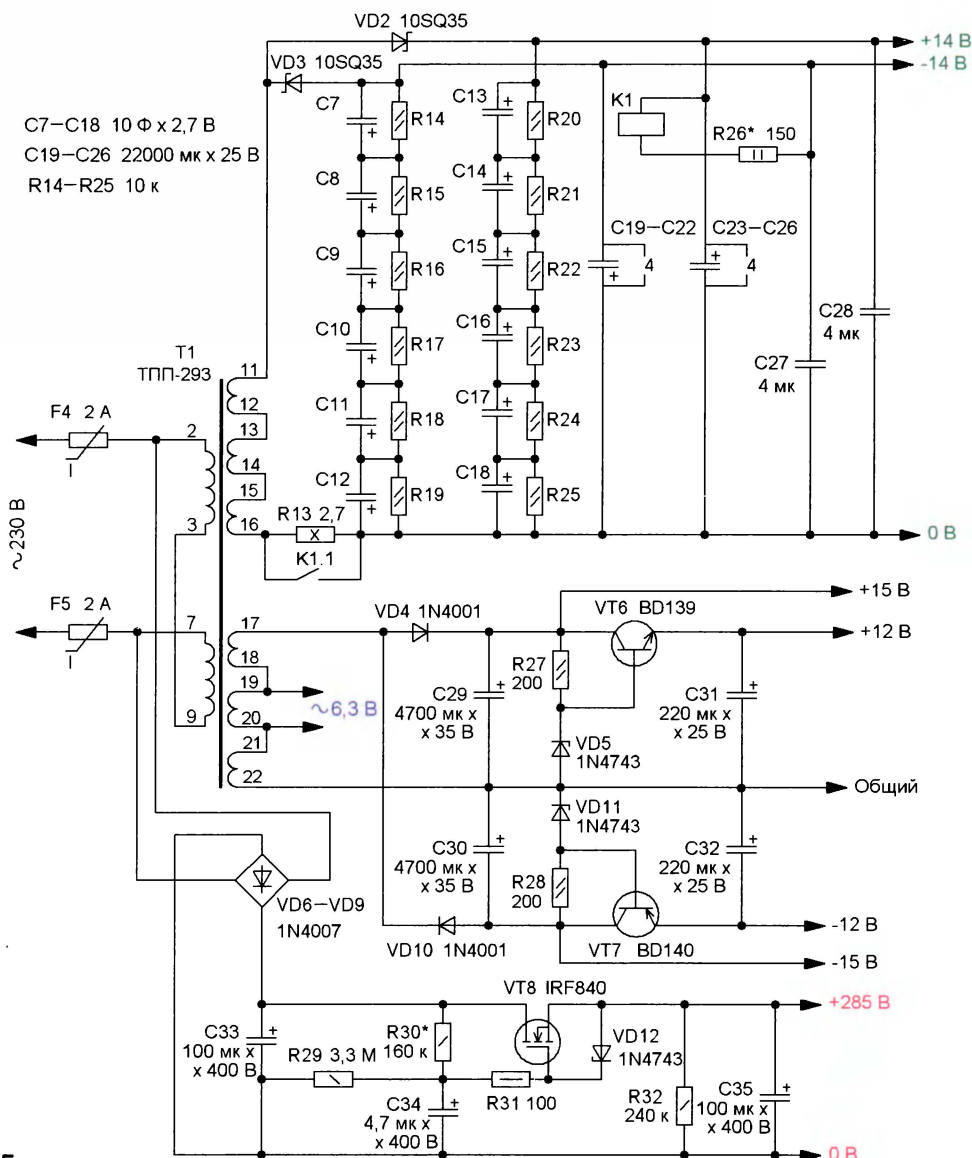 VD2 10SQ35
+14 В
-14 В
VD3 10SQ35
C7–C18 10 Ф х 2,7 В
C19–C26 22000 мк х 25 В
R14–R25 10 к
C7
+
R14
C13
+
R20
K1
R26* 150
C8
+
R15
C14
+
R21
C9
+
R16
C15
+
R22
C19–C22
+
4
C23–C26
+
4
C10
+
R17
C16
+
R23
C28
4 мк
C27
4 мк
T1
ТПП-293
C11
+
R18
C17
+
R24
C12
+
R19
C18
+
R25
11
12
13
14
15
16
F4 2 А
2
3
~230 В
R13 2,7
K1.1
0 В
F5 2 А
7
9
17
18
19
20
21
22
~6,3 В
VD4 1N4001
VT6 BD139
+15 В
+12 В
R27
200
C29
4700 мк х
х 35 В
+
C31
220 мк х
х 25 В
+
VD5
1N4743
Общий
VD11
1N4743
C30
4700 мк х
х 35 В
+
R28
200
C32
220 мк х
х 25 В
+
VD10 1N4001
VT7 BD140
-12 В
-15 В
VD6–VD9
1N4007
VT8 IRF840
+285 В
C33
100 мк х
х 400 В
+
R30*
160 к
VD12
1N4743
R29 3,3 М
R31 100
C34
4,7 мк х
х 400 В
+
R32
240 к
C35
100 мк х
х 400 В
+
0 В